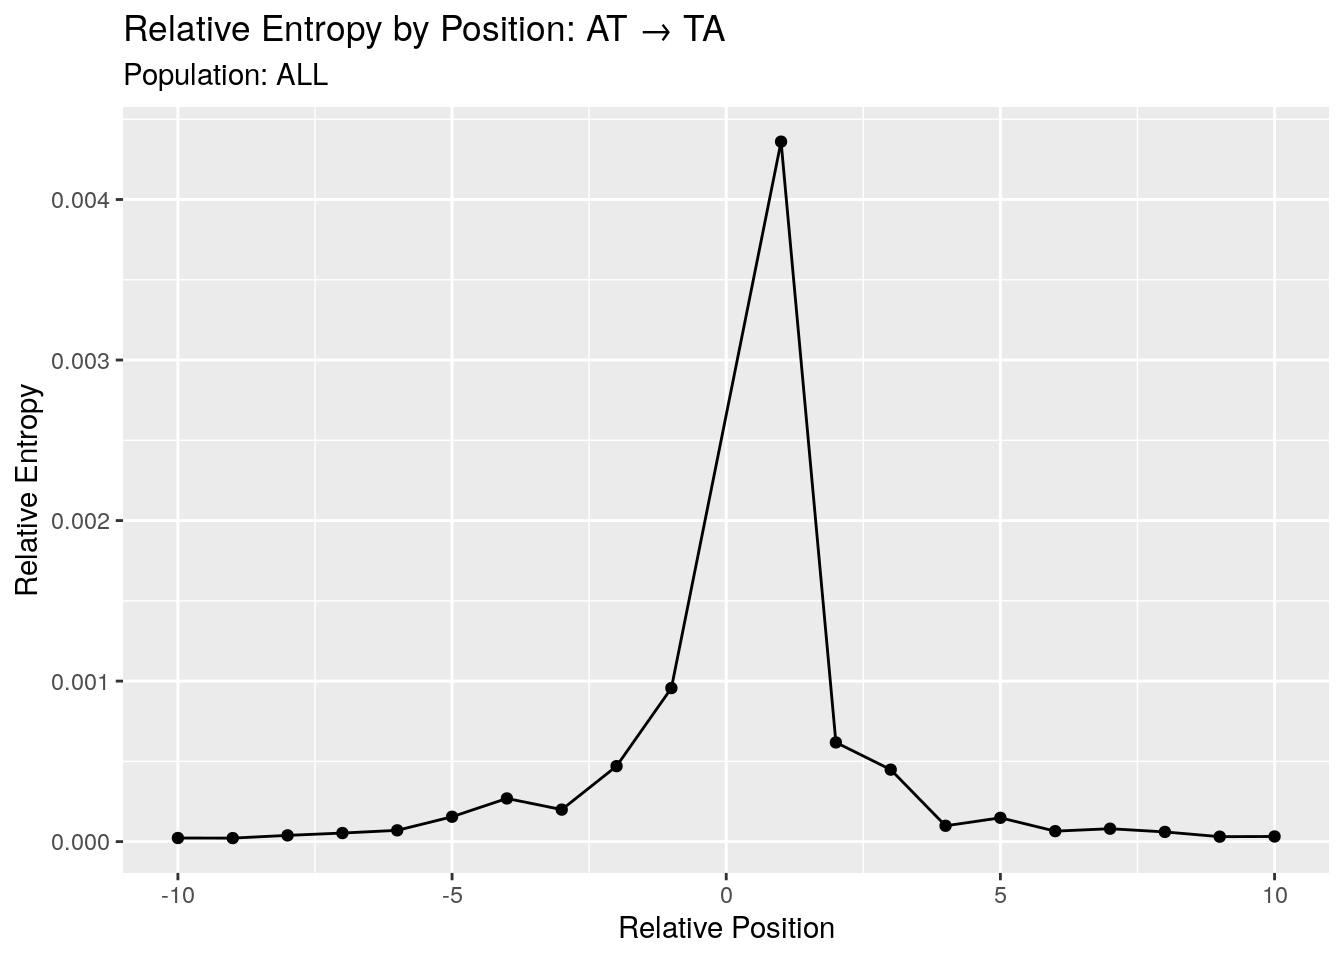 Relative Entropy by Position: AT → TA
Population: ALL
0.004
0.003
0.002
0.001
0.000
Relative Entropy
-10 -5 0 5 10
Relative Position